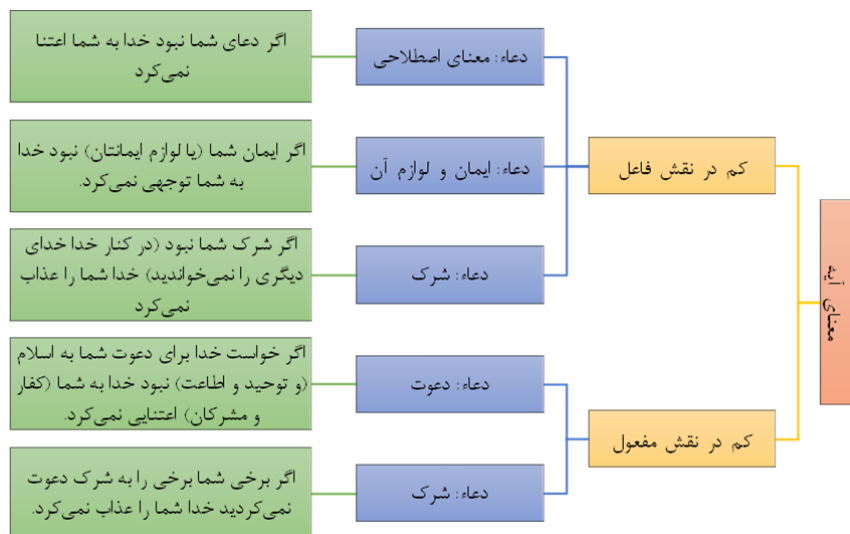 معنای آیه
کم در نقش فاعل
دعاء: معنای اصطلاحی
اگر دعای شما نبود خدا به شما اعتنا
نمی‌کرد
دعاء: ایمان و لوازم آن
اگر ایمان شما (یا لوازم ایمانتان) نبود خدا
به شما توجهی نمی‌کرد.
دعاء: شرک
اگر شرک شما نبود (در کنار خدا خدای
دیگری را نمی‌خواندید) خدا شما را عذاب
نمی‌کرد
کم در نقش مفعول
دعاء: دعوت
اگر خواست خدا برای دعوت شما به اسلام
(و توحید و اطاعت) نبود خدا به شما (کفار
و مشرکان) اعتنایی نمی‌کرد.
دعاء: شرک
اگر برخی شما برخی را به شرک دعوت
نمی‌کردید خدا شما را عذاب نمی‌کرد.